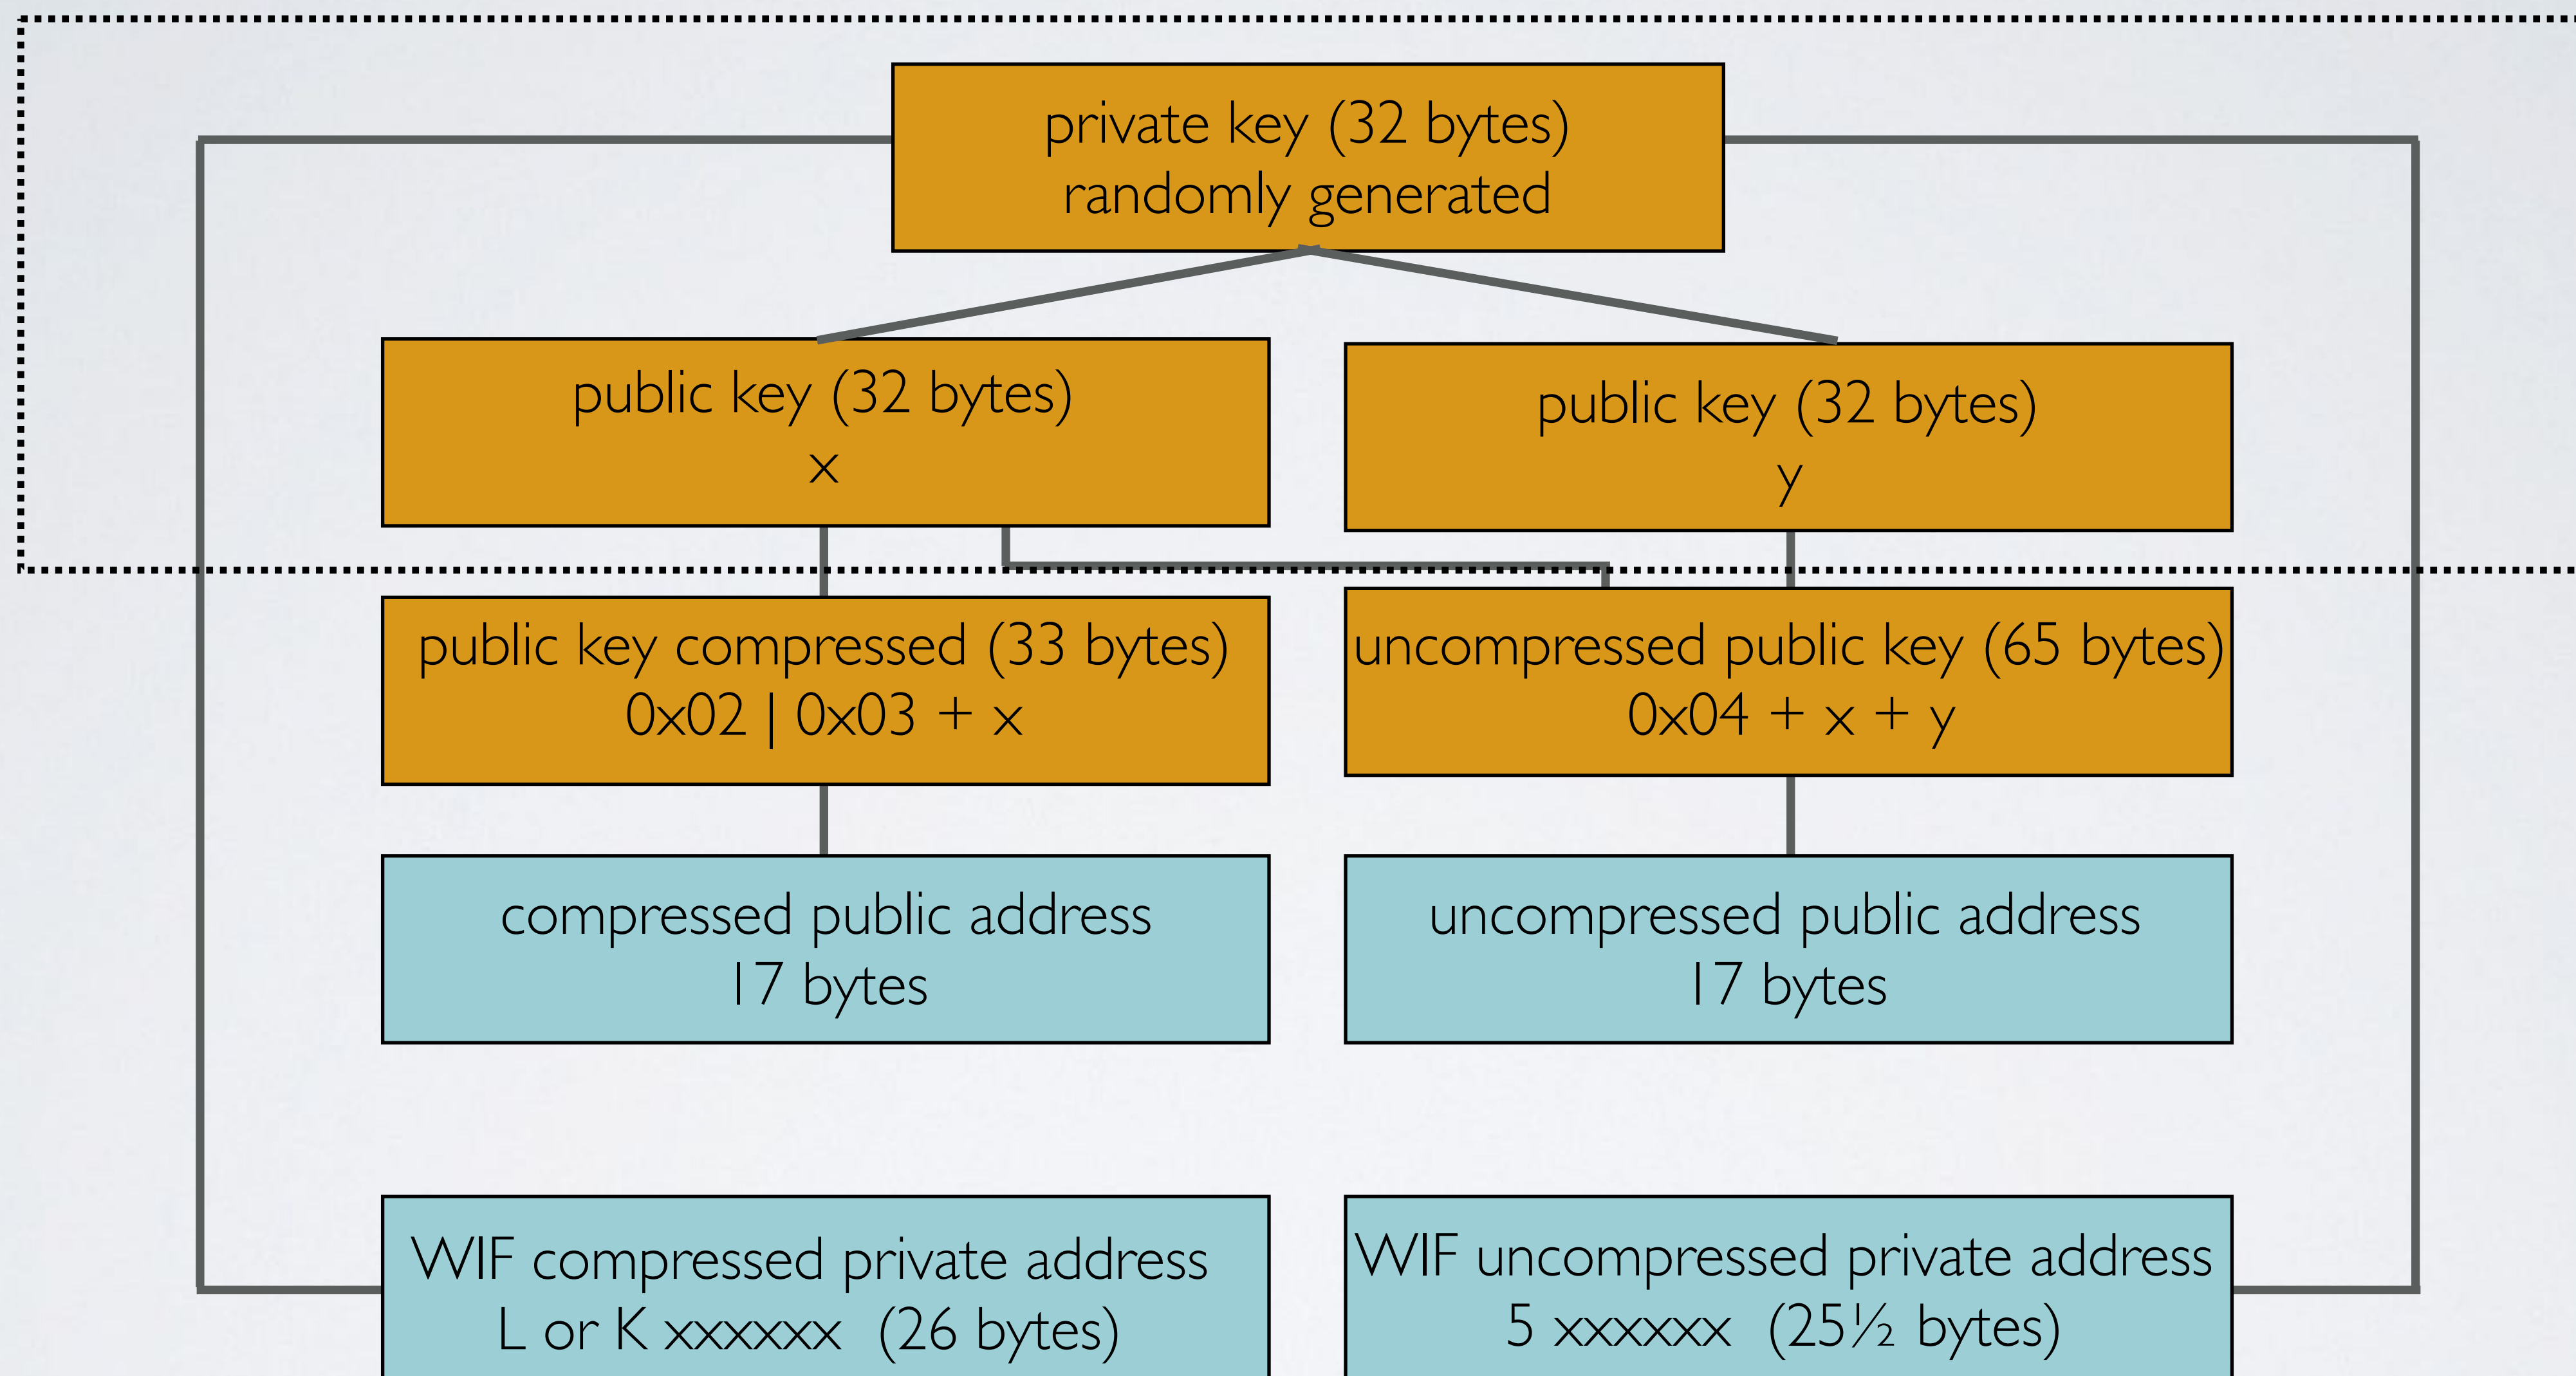 private key (32 bytes)
randomly generated
public key (32 bytes)
x
public key (32 bytes)
y
public key compressed (33 bytes)
0x02 | 0x03 + x
uncompressed public key (65 bytes)
0x04 + x + y
compressed public address
17 bytes
uncompressed public address
17 bytes
WIF compressed private address
L or K xxxxxx (26 bytes)
WIF uncompressed private address
5 xxxxxx (25½ bytes)